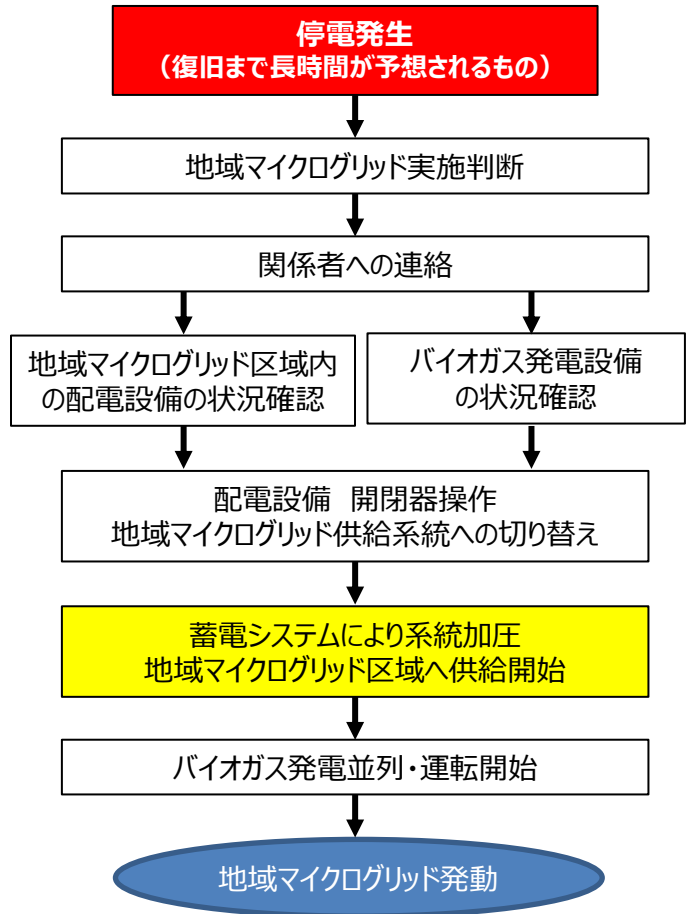 停電発生
（復旧まで長時間が予想されるもの）
地域マイクログリッド実施判断
関係者への連絡
地域マイクログリッド区域内
の配電設備の状況確認
バイオガス発電設備
の状況確認
配電設備　開閉器操作
地域マイクログリッド供給系統への切り替え
蓄電システムにより系統加圧
地域マイクログリッド区域へ供給開始
バイオガス発電並列・運転開始
地域マイクログリッド発動